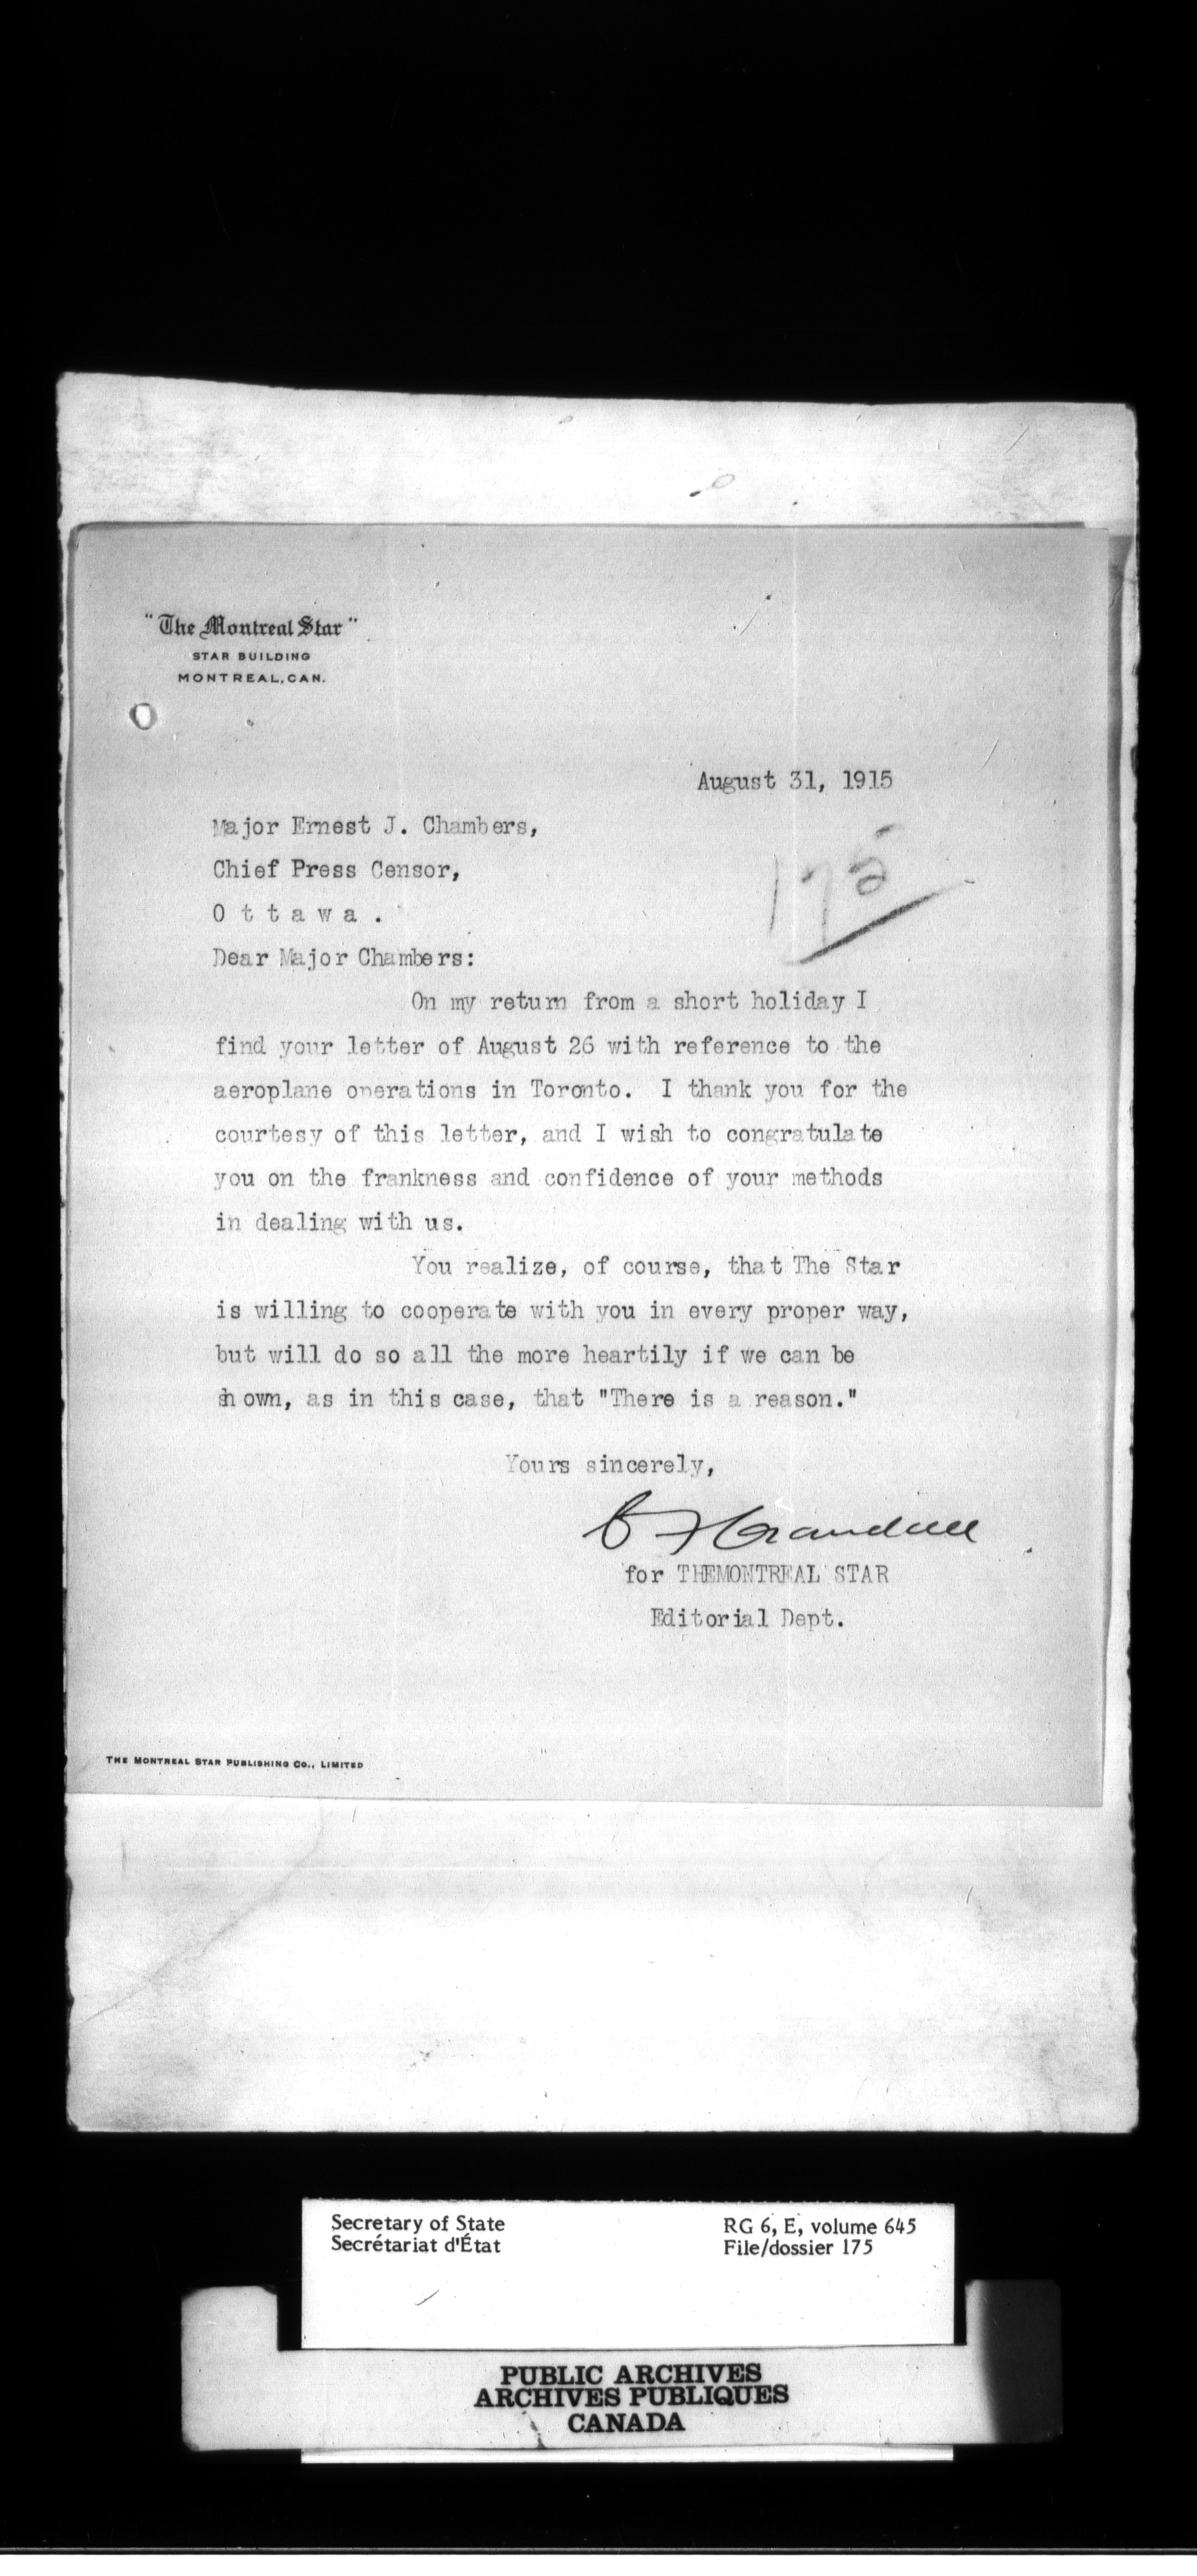 "The Montreal Star"
STAR BUILDING
MONTREAL, CAN.
August 31, 1915
Major Ernest J. Chambers,
Chief Press Censor,
O t t a w a .
175
Dear Major Chambers:
On my return from a short holiday I
find your letter of August 26 with reference to the
aeroplane operations in Toronto. I thank you for the
courtesy of this letter, and I wish to congratulate
you on the frankness and confidence of your methods
in dealing with us.
You realize, of course, that The Star
is willing to cooperate with you in every proper way,
but will do so all the more heartily if we can be
shown, as in this case, that "There is a reason."
Yours sincerely,
for THEMONTREAL STAR
Editorial Dept.
THE MONTREAL STAR PUBLISHING CO., LIMITED
Secretary of State
Secrétariat d'État
RG 6, E, volume 645
File/dossier 175
PUBLIC ARCHIVES
ARCHIVES PUBLIQUES
CANADA